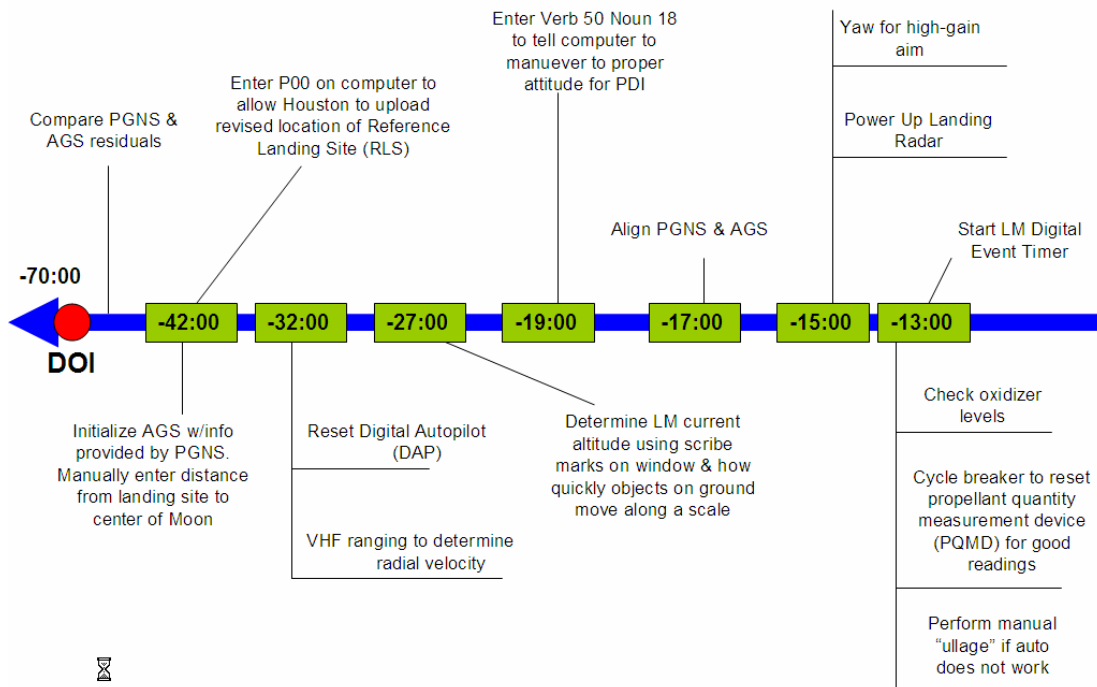 Compare PGNS &
AGS residuals
Enter P00 on computer to
allow Houston to upload
revised location of Reference
Landing Site (RLS)
Enter Verb 50 Noun 18
to tell computer to
manuever to proper
attitude for PDI
Align PGNS & AGS
Yaw for high-gain
aim
Power Up Landing
Radar
Start LM Digital
Event Timer
-70:00
DOI
-42:00
-32:00
-27:00
-19:00
-17:00
-15:00
-13:00
Initialize AGS w/info
provided by PGNS.
Manually enter distance
from landing site to
center of Moon
Reset Digital Autopilot
(DAP)
VHF ranging to determine
radial velocity
Determine LM current
altitude using scribe
marks on window & how
quickly objects on ground
move along a scale
Check oxidizer
levels
Cycle breaker to reset
propellant quantity
measurement device
(PQMD) for good
readings
Perform manual
“ullage” if auto
does not work